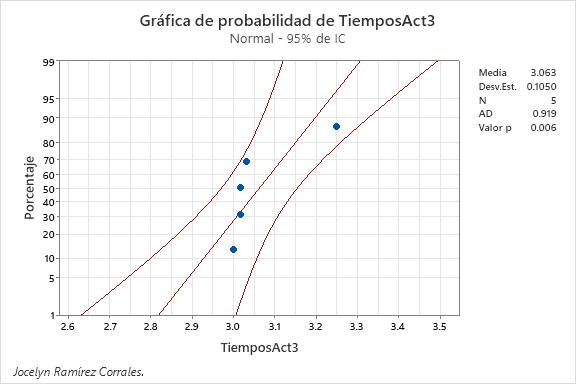 Gráfica de probabilidad de TiemposAct3
Normal - 95% de IC
Media 3.063
Desv.Est. 0.1050
N 5
AD 0.919
Valor p 0.006
Porcentaje
99
95
90
80
70
60
50
40
30
20
10
5
1
2.6 2.7 2.8 2.9 3.0 3.1 3.2 3.3 3.4 3.5
TiemposAct3
Jocelyn Ramírez Corrales.